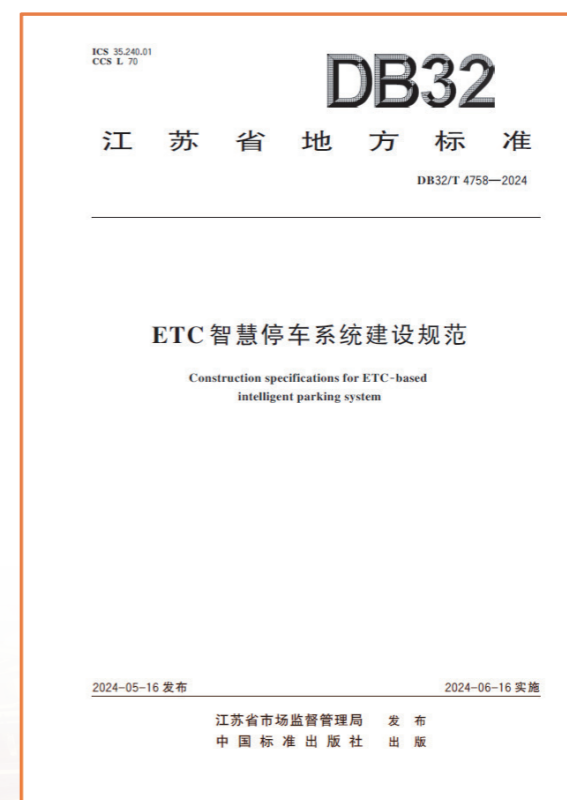 ICS 35.240.01
CCS L 70
DB32
江苏省地方标准
DB32/T 4758—2024
ETC智慧停车系统建设规范
Construction specifications for ETC-based
intelligent parking system
2024-05-16 发布 2024-06-16 实施
江苏省市场监督管理局 发布
中国标准出版社 出版